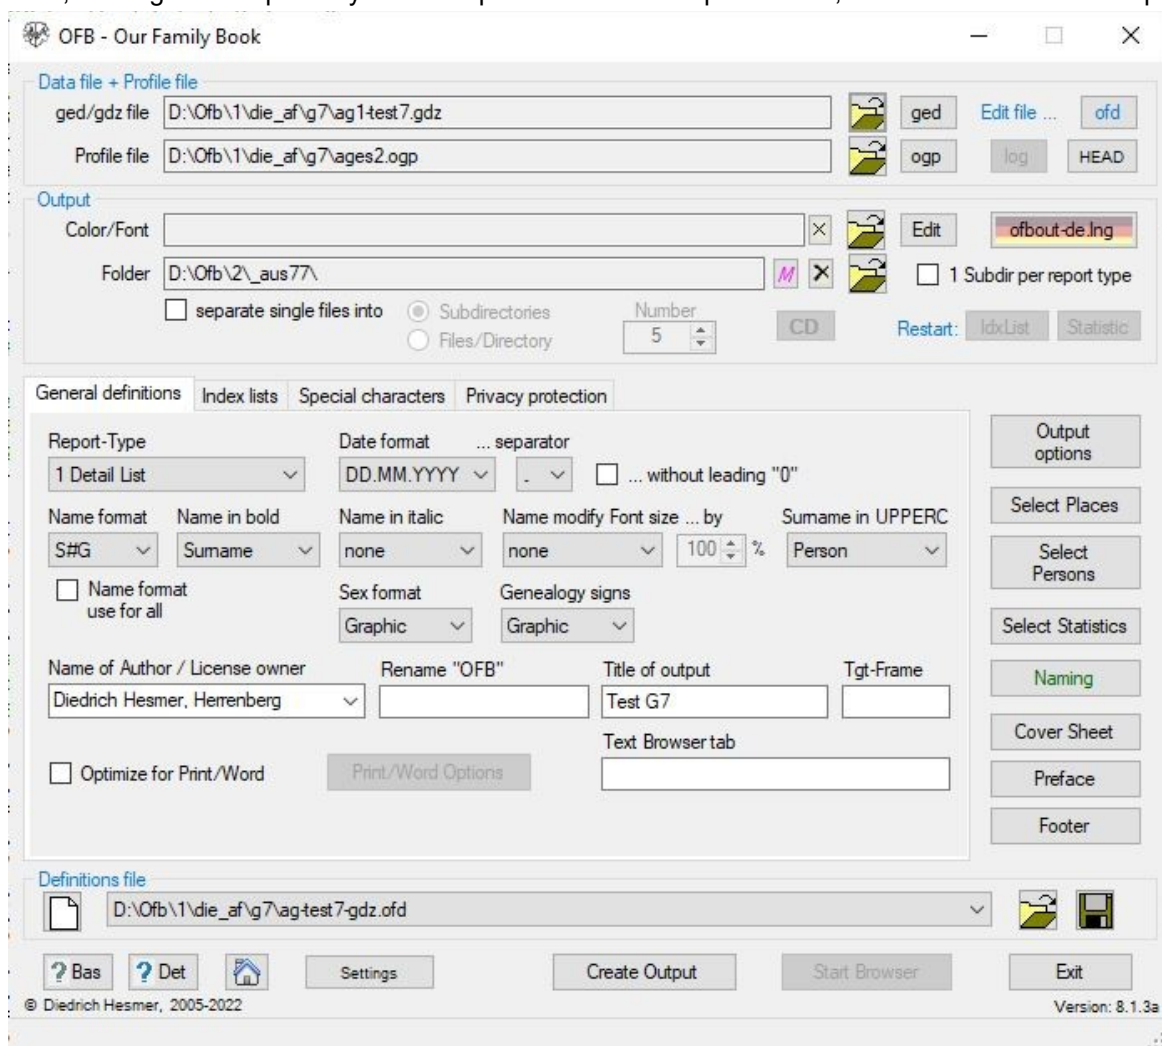 OFB - Our Family Book
Data file + Profile file
ged/gdz file D:\Ofb\1\die_af\g7\ag1-test7.gdz ged Edit file ... ofd
Profile file D:\Ofb\1\die_af\g7\ages2.ogp ogp log HEAD
Output
Color/Font Edit ofbout-de.lng
Folder D:\Ofb\2\_aus77\ M 1 Subdir per report type
separate single files into Subdirectories Number
Files/Directory 5 CD Restart: IdxList Statistic
General definitions Index lists Special characters Privacy protection
Output
options
Report-Type Date format ... separator
1 Detail List DD.MM.YYYY . ... without leading "0"
Select Places
Name format Name in bold Name in italic Name modify Font size ... by Surname in UPPERC
S#G Surname none none 100 % Person
Select
Persons
Name format
use for all
Sex format Genealogy signs
Graphic Graphic
Select Statistics
Name of Author / License owner Rename "OFB" Title of output Tgt-Frame
Diedrich Hesmer, Herrenberg Test G7
Naming
Text Browser tab
Cover Sheet
Optimize for Print/Word Print/Word Options
Preface
Footer
Definitions file
D:\Ofb\1\die_af\g7\ag-test7-gdz.ofd
? Bas ? Det Settings Create Output Start Browser Exit
© Diedrich Hesmer, 2005-2022 Version: 8.1.3a